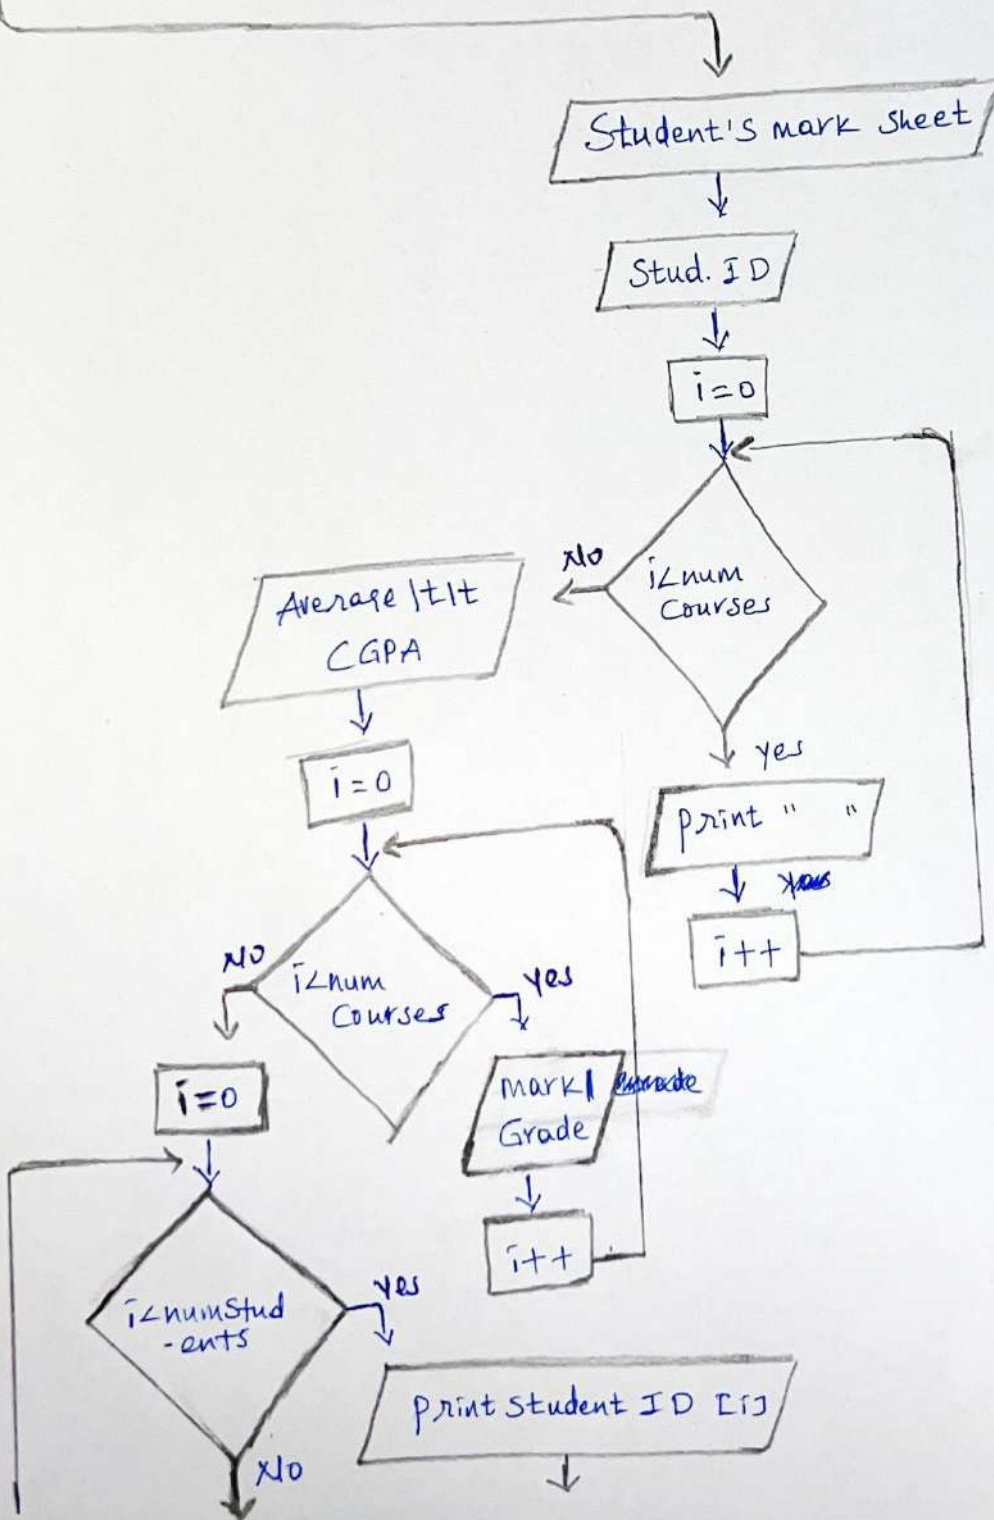 Student's mark sheet
Stud. ID
i=0
No
i<num
Courses
yes
print " "
i++
Average \t\t
CGPA
i=0
NO
i<num
Courses
yes
mark|
Grade
i++
i=0
i<numStud
-ents
yes
print student ID [i]
No